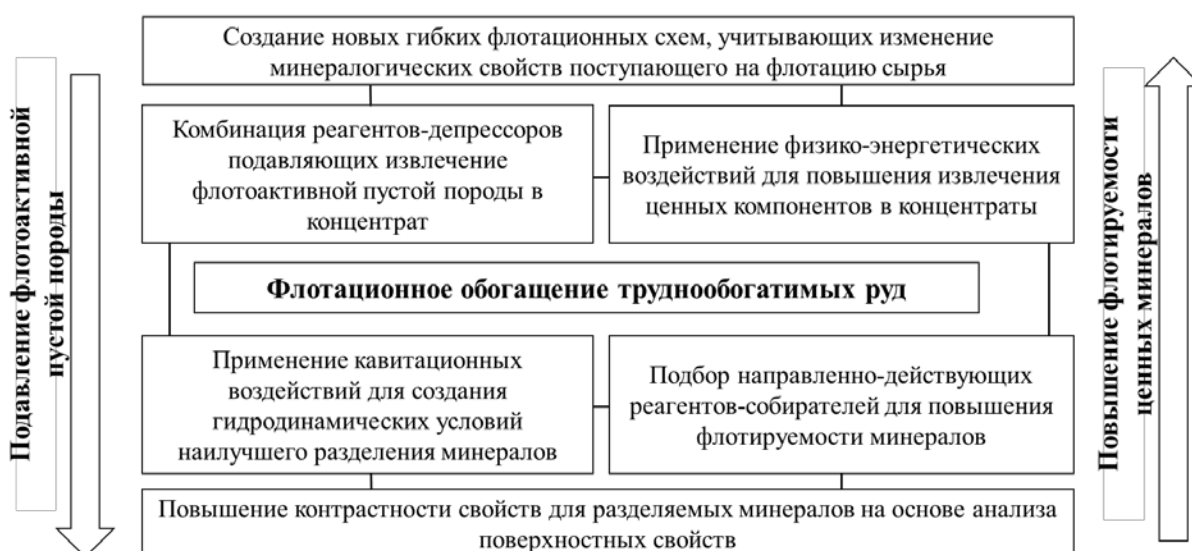 Создание новых гибких флотационных схем, учитывающих изменение
минералогических свойств поступающего на флотацию сырья
Подавление флотоактивной
пустой породы
Комбинация реагентов-депрессоров
подавляющих извлечение
флотоактивной пустой породы в
концентрат
Применение физико-энергетических
воздействий для повышения извлечения
ценных компонентов в концентраты
Повышение флотируемости
ценных минералов
Флотационное обогащение труднообогатимых руд
Применение кавитационных
воздействий для создания
гидродинамических условий
наилучшего разделения минералов
Подбор направленно-действующих
реагентов-собирателей для повышения
флотируемости минералов
Повышение контрастности свойств для разделяемых минералов на основе анализа
поверхностных свойств